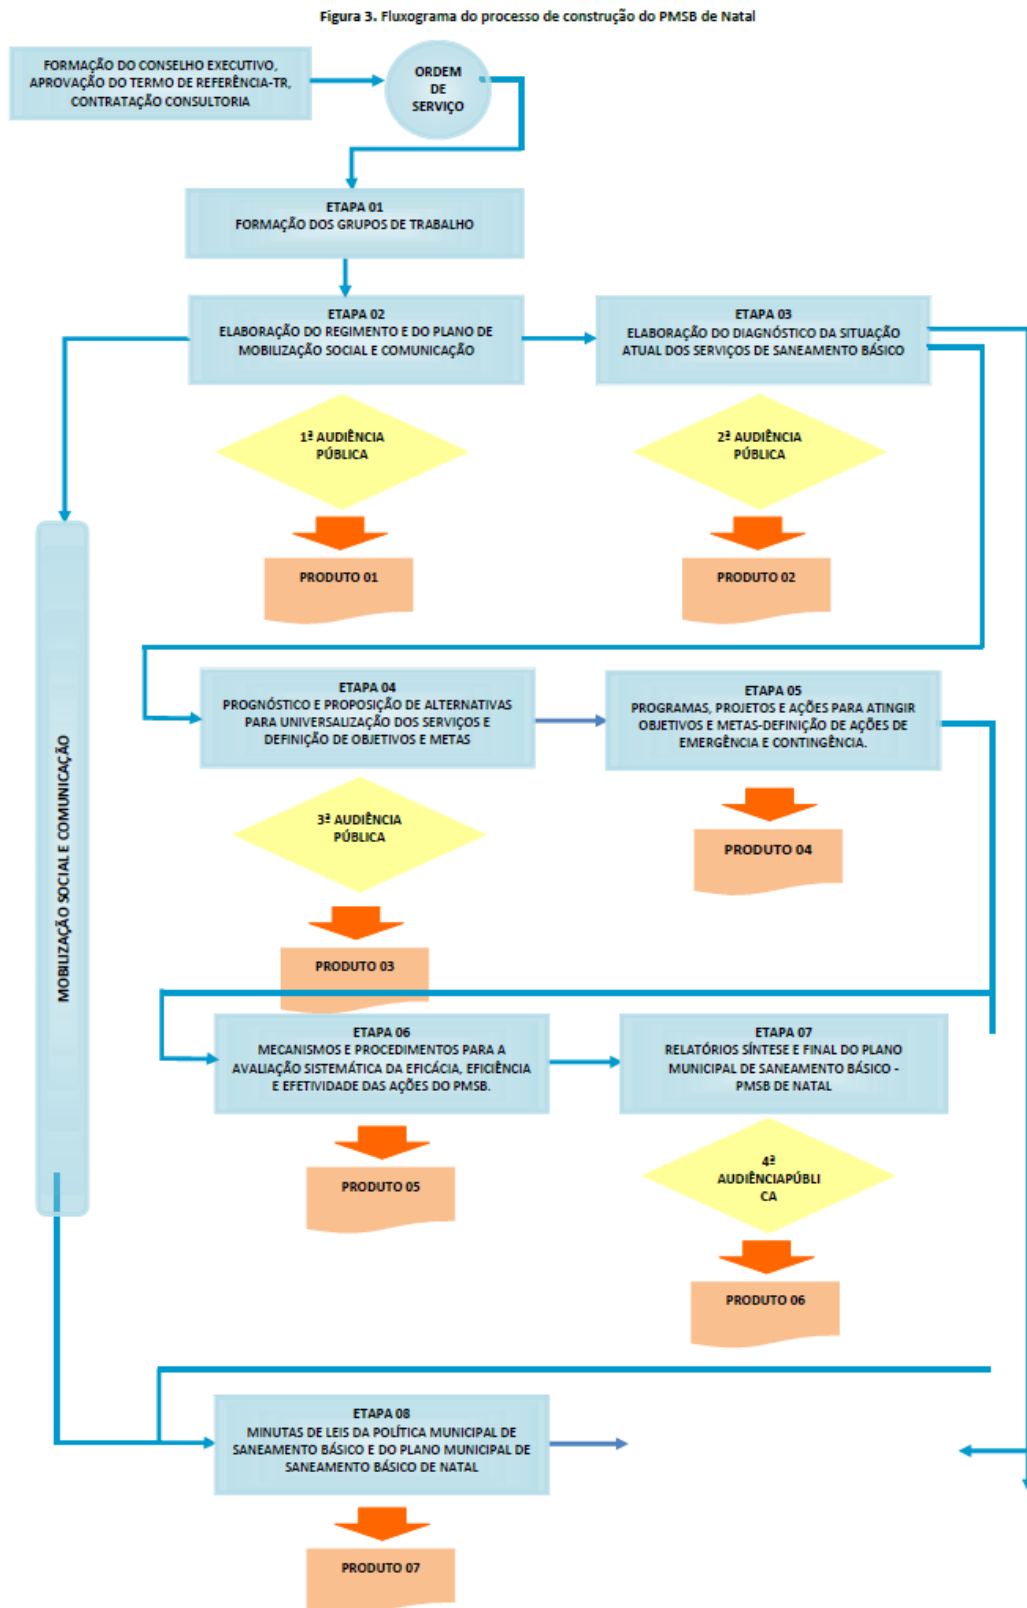 Figura 3. Fluxograma do processo de construção do PMSB de Natal
FORMAÇÃO DO CONSELHO EXECUTIVO,
APROVAÇÃO DO TERMO DE REFERÊNCIA-TR,
CONTRATAÇÃO CONSULTORIA
ORDEM
DE
SERVIÇO
ETAPA 01
FORMAÇÃO DOS GRUPOS DE TRABALHO
ETAPA 02
ELABORAÇÃO DO REGIMENTO E DO PLANO DE
MOBILIZAÇÃO SOCIAL E COMUNICAÇÃO
ETAPA 03
ELABORAÇÃO DO DIAGNÓSTICO DA SITUAÇÃO
ATUAL DOS SERVIÇOS DE SANEAMENTO BÁSICO
1ª AUDIÊNCIA
PÚBLICA
2ª AUDIÊNCIA
PÚBLICA
PRODUTO 01
PRODUTO 02
MOBILIZAÇÃO SOCIAL E COMUNICAÇÃO
ETAPA 04
PROGNÓSTICO E PROPOSIÇÃO DE ALTERNATIVAS
PARA UNIVERSALIZAÇÃO DOS SERVIÇOS E
DEFINIÇÃO DE OBJETIVOS E METAS
ETAPA 05
PROGRAMAS, PROJETOS E AÇÕES PARA ATINGIR
OBJETIVOS E METAS-DEFINIÇÃO DE AÇÕES DE
EMERGÊNCIA E CONTINGÊNCIA.
3ª AUDIÊNCIA
PÚBLICA
PRODUTO 04
PRODUTO 03
ETAPA 06
MECANISMOS E PROCEDIMENTOS PARA A
AVALIAÇÃO SISTEMÁTICA DA EFICÁCIA, EFICIÊNCIA
E EFETIVIDADE DAS AÇÕES DO PMSB.
ETAPA 07
RELATÓRIOS SÍNTESE E FINAL DO PLANO
MUNICIPAL DE SANEAMENTO BÁSICO -
PMSB DE NATAL
4ª
AUDIÊNCIAPÚBLI
CA
PRODUTO 05
PRODUTO 06
ETAPA 08
MINUTAS DE LEIS DA POLÍTICA MUNICIPAL DE
SANEAMENTO BÁSICO E DO PLANO MUNICIPAL DE
SANEAMENTO BÁSICO DE NATAL
PRODUTO 07